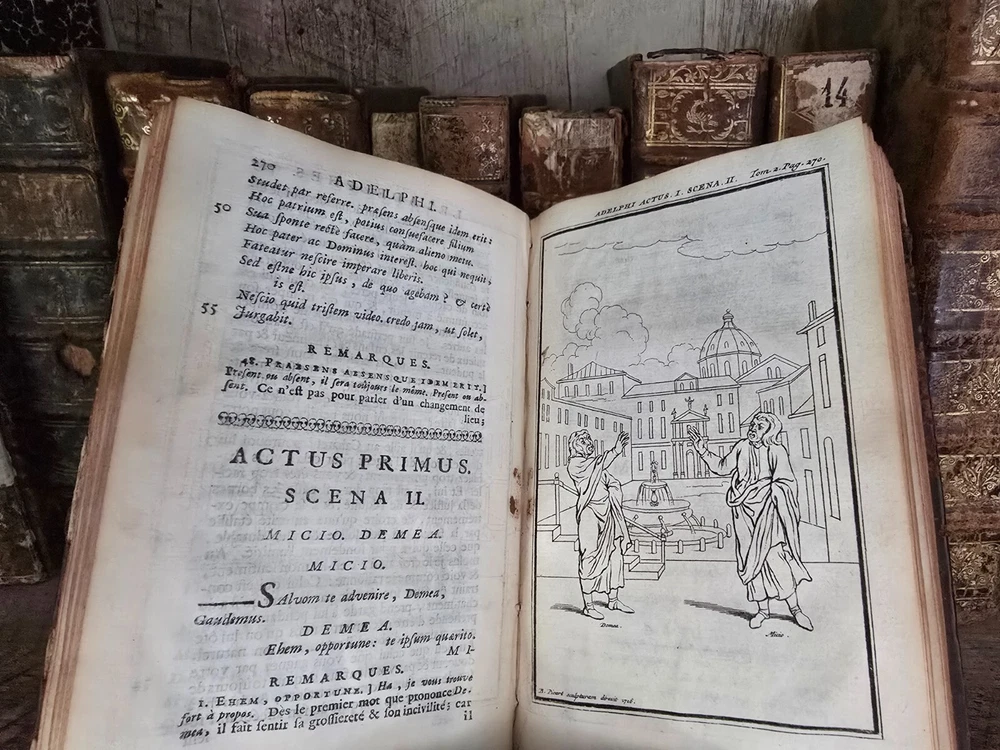 270 ADELPHI.
Studet par referre. præsens absensque idem erit:
50 Hoc patrium est, potius consuefacere filium
Sua sponte rectè facere, quàm alieno metu.
Hoc pater ac Dominus interest. hoc qui nequit,
Fateatur nescire imperare liberis.
Sed estne hic ipsus, de quo agebam? & certè
is est.
55 Nescio quid tristem video. credo jam, ut solet,
Jurgabit.
REMARQUES.
48. PRAESENS ABSENSQUE IDEM ERIT.]
Present ou absent, il sera toûjours le même. Present ou ab-
sent. Ce n'est pas pour parler d'un changement de
lieu;
ACTUS PRIMUS.
SCENA II.
MICIO. DEMEA.
MICIO.
SAlvom te advenire, Demea,
Gaudemus.
DEMEA.
Ehem, opportune: te ipsum quærito.
MI-
REMARQUES.
1. EHEM, OPPORTUNE.] Ha, je vous trouve
fort à propos. Dès le premier mot que prononce De-
mea, il fait sentir sa grossiereté & son incivilité; car
il
ADELPHI ACTUS. I. SCENA. II. Tom. 2. Pag. 270.
Demea.
Micio.
B. Picart sculpturam direxit 1716.
14